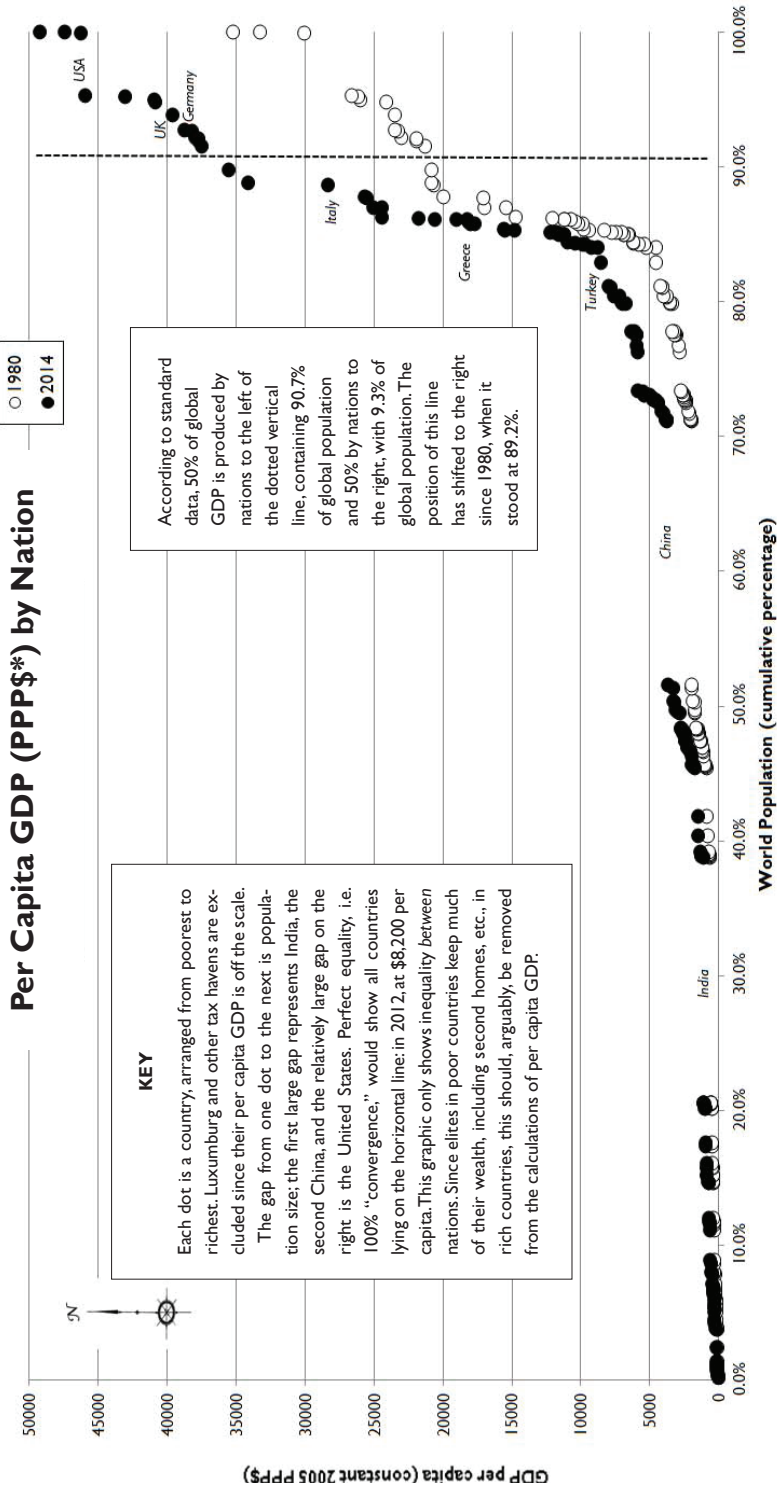 Per Capita GDP (PPP$*) by Nation
1980
2014
N
KEY
Each dot is a country, arranged from poorest to
richest. Luxumburg and other tax havens are ex-
cluded since their per capita GDP is off the scale.
The gap from one dot to the next is popula-
tion size; the first large gap represents India, the
second China, and the relatively large gap on the
right is the United States. Perfect equality, i.e.
100% “convergence,” would show all countries
lying on the horizontal line: in 2012, at $8,200 per
capita. This graphic only shows inequality between
nations. Since elites in poor countries keep much
of their wealth, including second homes, etc., in
rich countries, this should, arguably, be removed
from the calculations of per capita GDP.
According to standard
data, 50% of global
GDP is produced by
nations to the left of
the dotted vertical
line, containing 90.7%
of global population
and 50% by nations to
the right, with 9.3% of
global population. The
position of this line
has shifted to the right
since 1980, when it
stood at 89.2%.
USA
Germany
UK
Italy
Greece
Turkey
China
India
GDP per capita (constant 2005 PPP$)
50000
45000
40000
35000
30000
25000
20000
15000
10000
5000
0
0.0%
10.0%
20.0%
30.0%
40.0%
50.0%
60.0%
70.0%
80.0%
90.0%
100.0%
World Population (cumulative percentage)